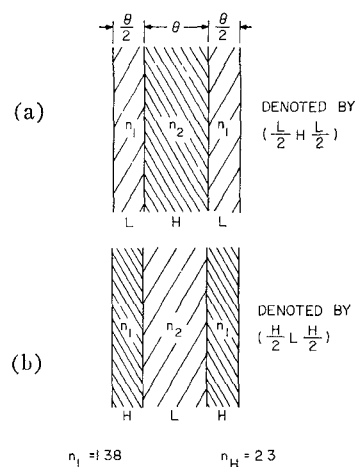 θ/2 θ θ/2
(a)
n₁ n₂ n₁
DENOTED BY
(L/2 H L/2)
L H L
(b)
n₁ n₂ n₁
DENOTED BY
(H/2 L H/2)
H L H
n₁ = 1.38 n_H = 2.3